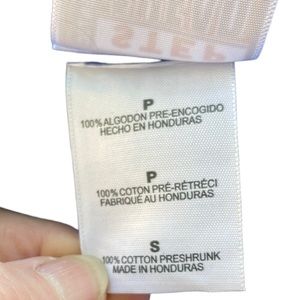 P
100% ALGODON PRE-ENCOGIDO
HECHO EN HONDURAS
P
100% COTON PRÉ-RÉTRÉCI
FABRIQUÉ AU HONDURAS
S
100% COTTON PRESHRUNK
MADE IN HONDURAS